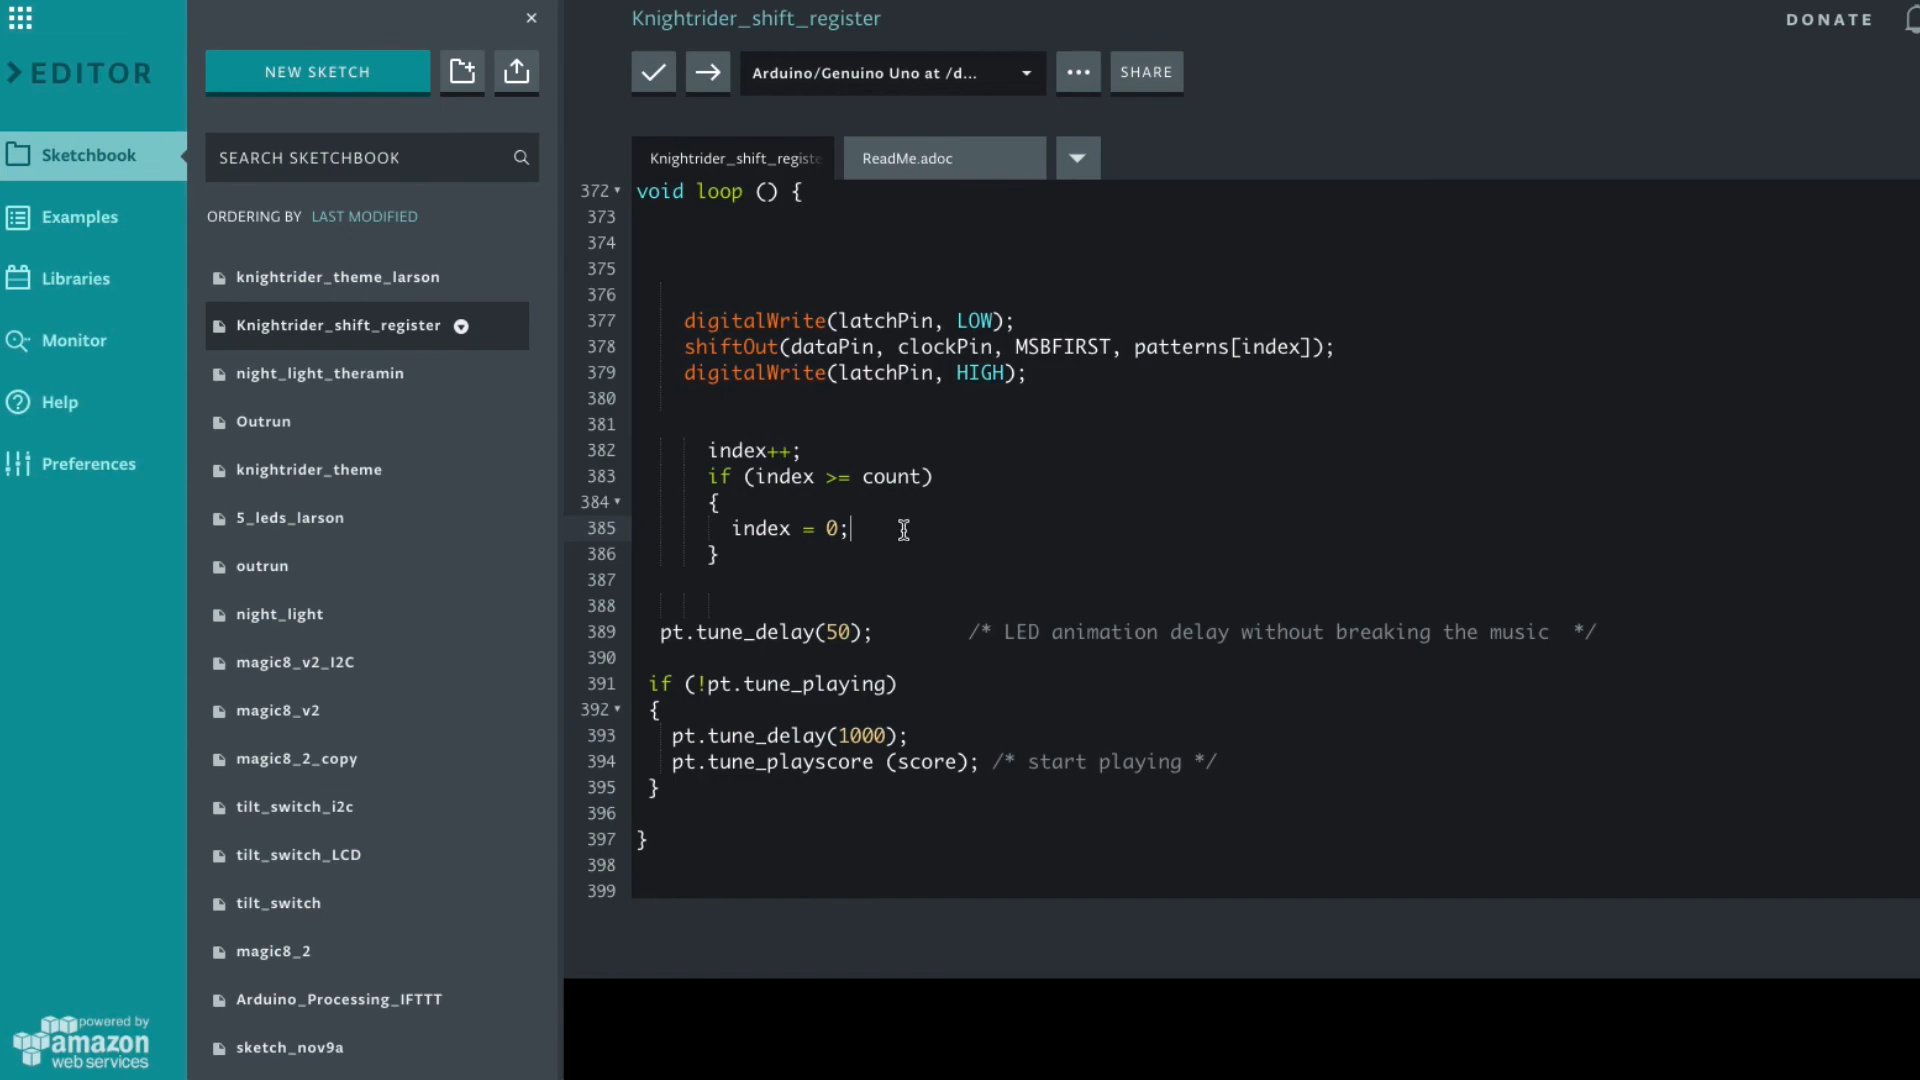 EDITOR
Sketchbook
Examples
Libraries
Monitor
Help
Preferences
powered by
amazon
web services
NEW SKETCH
SEARCH SKETCHBOOK
ORDERING BY LAST MODIFIED
knightrider_theme_larson
Knightrider_shift_register
night_light_theramin
Outrun
knightrider_theme
5_leds_larson
outrun
night_light
magic8_v2_I2C
magic8_v2
magic8_2_copy
tilt_switch_i2c
tilt_switch_LCD
tilt_switch
magic8_2
Arduino_Processing_IFTTT
sketch_nov9a
Knightrider_shift_register
DONATE
Arduino/Genuino Uno at /d...
SHARE
Knightrider_shift_registe
ReadMe.adoc
372 void loop () {
373
374
375
376
377 digitalWrite(latchPin, LOW);
378 shiftOut(dataPin, clockPin, MSBFIRST, patterns[index]);
379 digitalWrite(latchPin, HIGH);
380
381
382 index++;
383 if (index >= count)
384 {
385 index = 0;
386 }
387
388
389 pt.tune_delay(50); /* LED animation delay without breaking the music */
390
391 if (!pt.tune_playing)
392 {
393 pt.tune_delay(1000);
394 pt.tune_playscore (score); /* start playing */
395 }
396
397 }
398
399